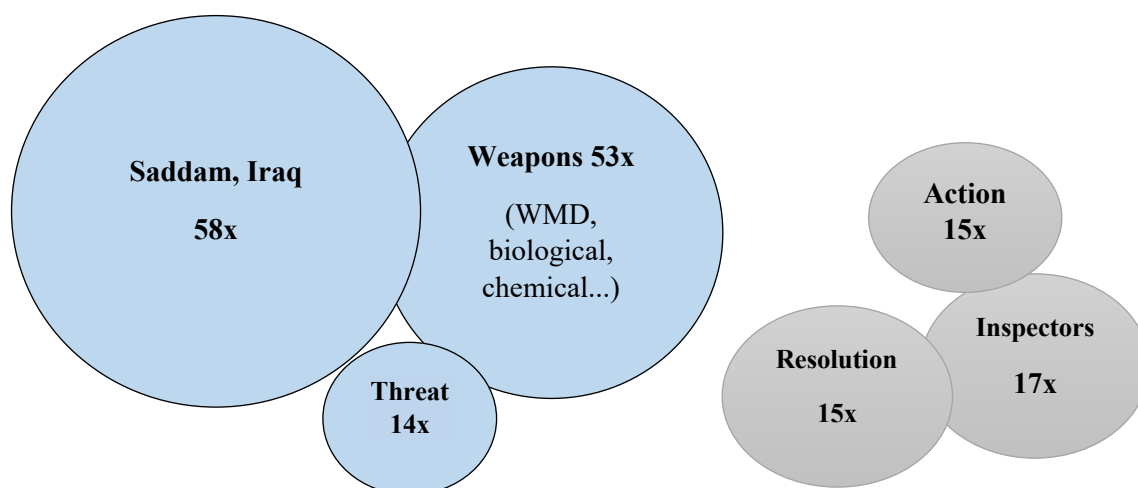 Saddam, Iraq
58x
Weapons 53x
(WMD,
biological,
chemical...)
Threat
14x
Action
15x
Inspectors
17x
Resolution
15x